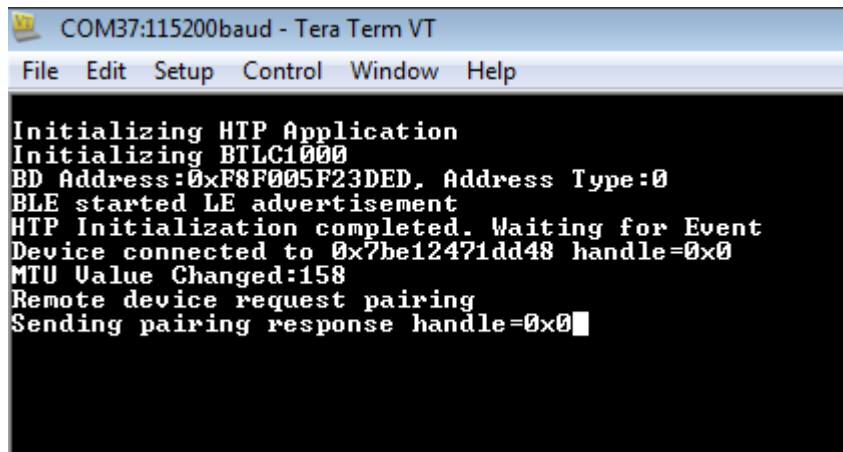 COM37:115200baud - Tera Term VT
File Edit Setup Control Window Help
Initializing HTP Application
Initializing BTLC1000
BD Address:0xF8F005F23DED, Address Type:0
BLE started LE advertisement
HTP Initialization completed. Waiting for Event
Device connected to 0x7be12471dd48 handle=0x0
MTU Value Changed:158
Remote device request pairing
Sending pairing response handle=0x0